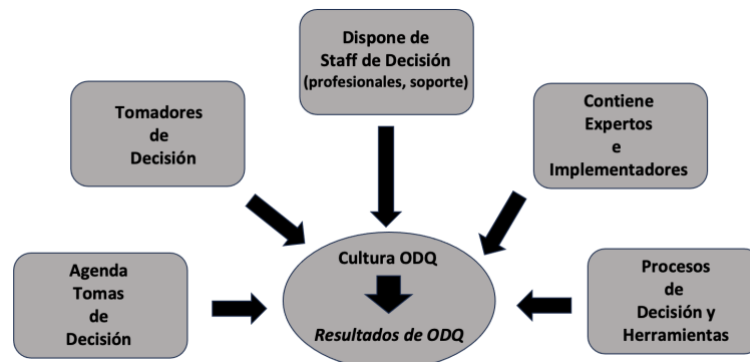 Dispone de
Staff de Decisión
(profesionales, soporte)
Tomadores
de
Decisión
Contiene
Expertos
e
Implementadores
Agenda
Tomas
de
Decisión
Cultura ODQ
Resultados de ODQ
Procesos
de
Decisión y
Herramientas